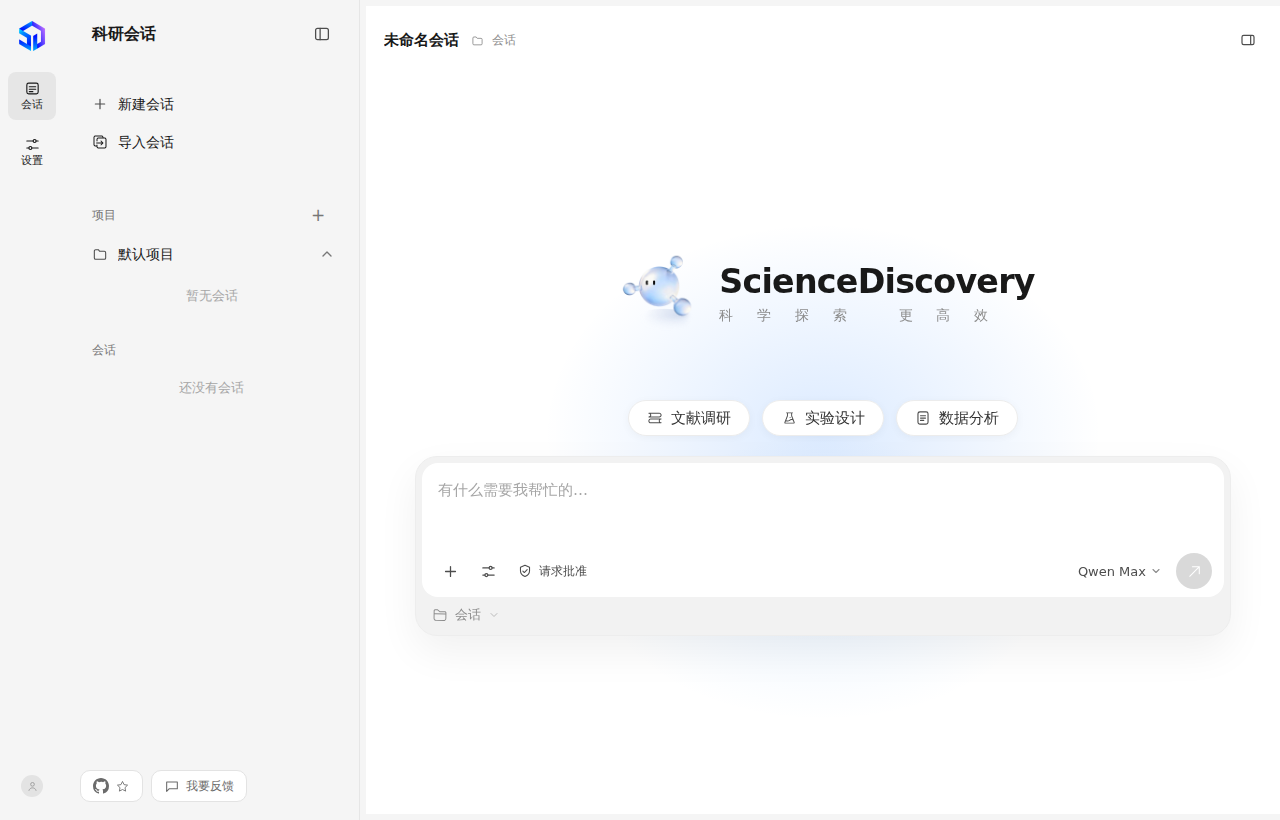 科研会话
会话
设置
新建会话
导入会话
项目
默认项目
暂无会话
会话
还没有会话
我要反馈
未命名会话 会话
ScienceDiscovery
科学探索 更高效
文献调研 实验设计 数据分析
有什么需要我帮忙的...
请求批准 Qwen Max
会话